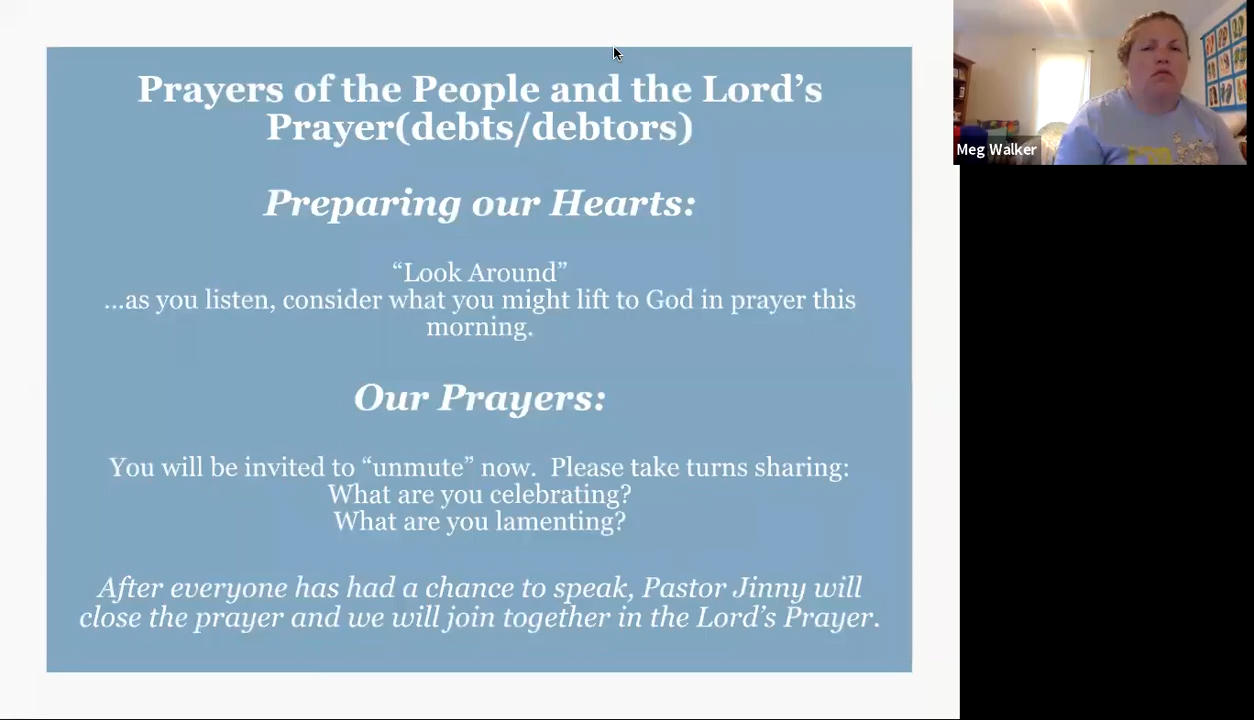 Prayers of the People and the Lord’s
Prayer(debts/debtors)
Preparing our Hearts:
“Look Around”
...as you listen, consider what you might lift to God in prayer this
morning.
Our Prayers:
You will be invited to “unmute” now.  Please take turns sharing:
What are you celebrating?
What are you lamenting?
After everyone has had a chance to speak, Pastor Jinny will
close the prayer and we will join together in the Lord’s Prayer.
Meg Walker